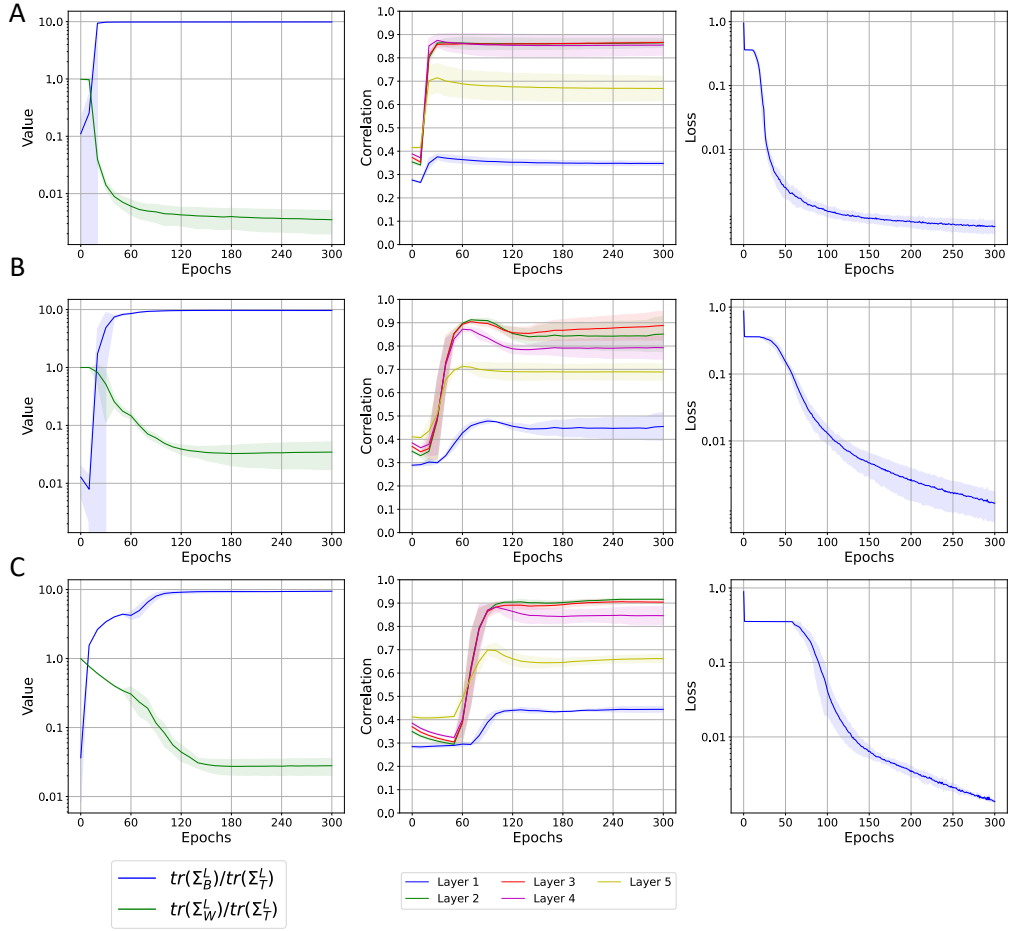 A
10.0
1.0
0.1
0.01
Value
0 60 120 180 240 300
Epochs
1.0
0.9
0.8
0.7
0.6
0.5
0.4
0.3
0.2
0.1
0.0
Correlation
0 60 120 180 240 300
Epochs
0.1
0.01
Loss
0 50 100 150 200 250 300
Epochs
B
10.0
1.0
0.1
0.01
Value
0 60 120 180 240 300
Epochs
1.0
0.9
0.8
0.7
0.6
0.5
0.4
0.3
0.2
0.1
0.0
Correlation
0 60 120 180 240 300
Epochs
0.1
0.01
Loss
0 50 100 150 200 250 300
Epochs
C
10.0
1.0
0.1
0.01
Value
0 60 120 180 240 300
Epochs
1.0
0.9
0.8
0.7
0.6
0.5
0.4
0.3
0.2
0.1
0.0
Correlation
0 60 120 180 240 300
Epochs
0.1
0.01
Loss
0 50 100 150 200 250 300
Epochs
tr(Σ_B^L)/tr(Σ_T^L)
tr(Σ_W^L)/tr(Σ_T^L)
Layer 1 Layer 3 Layer 5
Layer 2 Layer 4